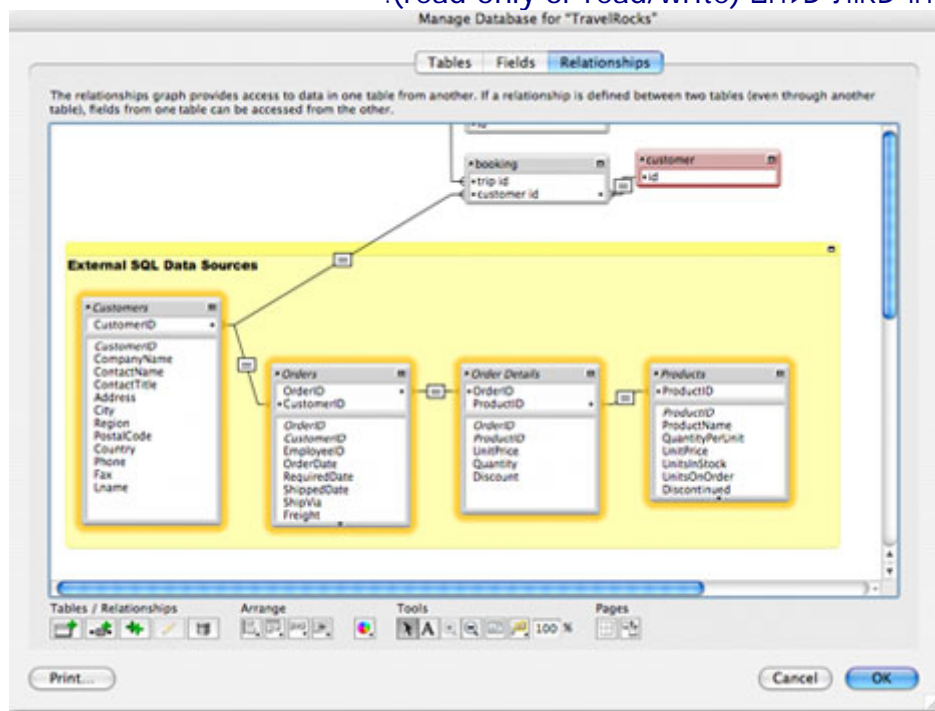 (read only or read/write).
Manage Database for "TravelRocks"
Tables Fields Relationships
The relationships graph provides access to data in one table from another. If a relationship is defined between two tables (even through another
table), fields from one table can be accessed from the other.
booking
trip id
customer id
customer
id
External SQL Data Sources
Customers
CustomerID
CustomerID
CompanyName
ContactName
ContactTitle
Address
City
Region
PostalCode
Country
Phone
Fax
Lname
Orders
OrderID
CustomerID
OrderID
CustomerID
EmployeeID
OrderDate
RequiredDate
ShippedDate
ShipVia
Freight
Order Details
OrderID
ProductID
OrderID
ProductID
UnitPrice
Quantity
Discount
Products
ProductID
ProductID
ProductName
QuantityPerUnit
UnitPrice
UnitsInStock
UnitsOnOrder
Discontinued
Tables / Relationships Arrange Tools Pages
A 100 %
Print... Cancel OK